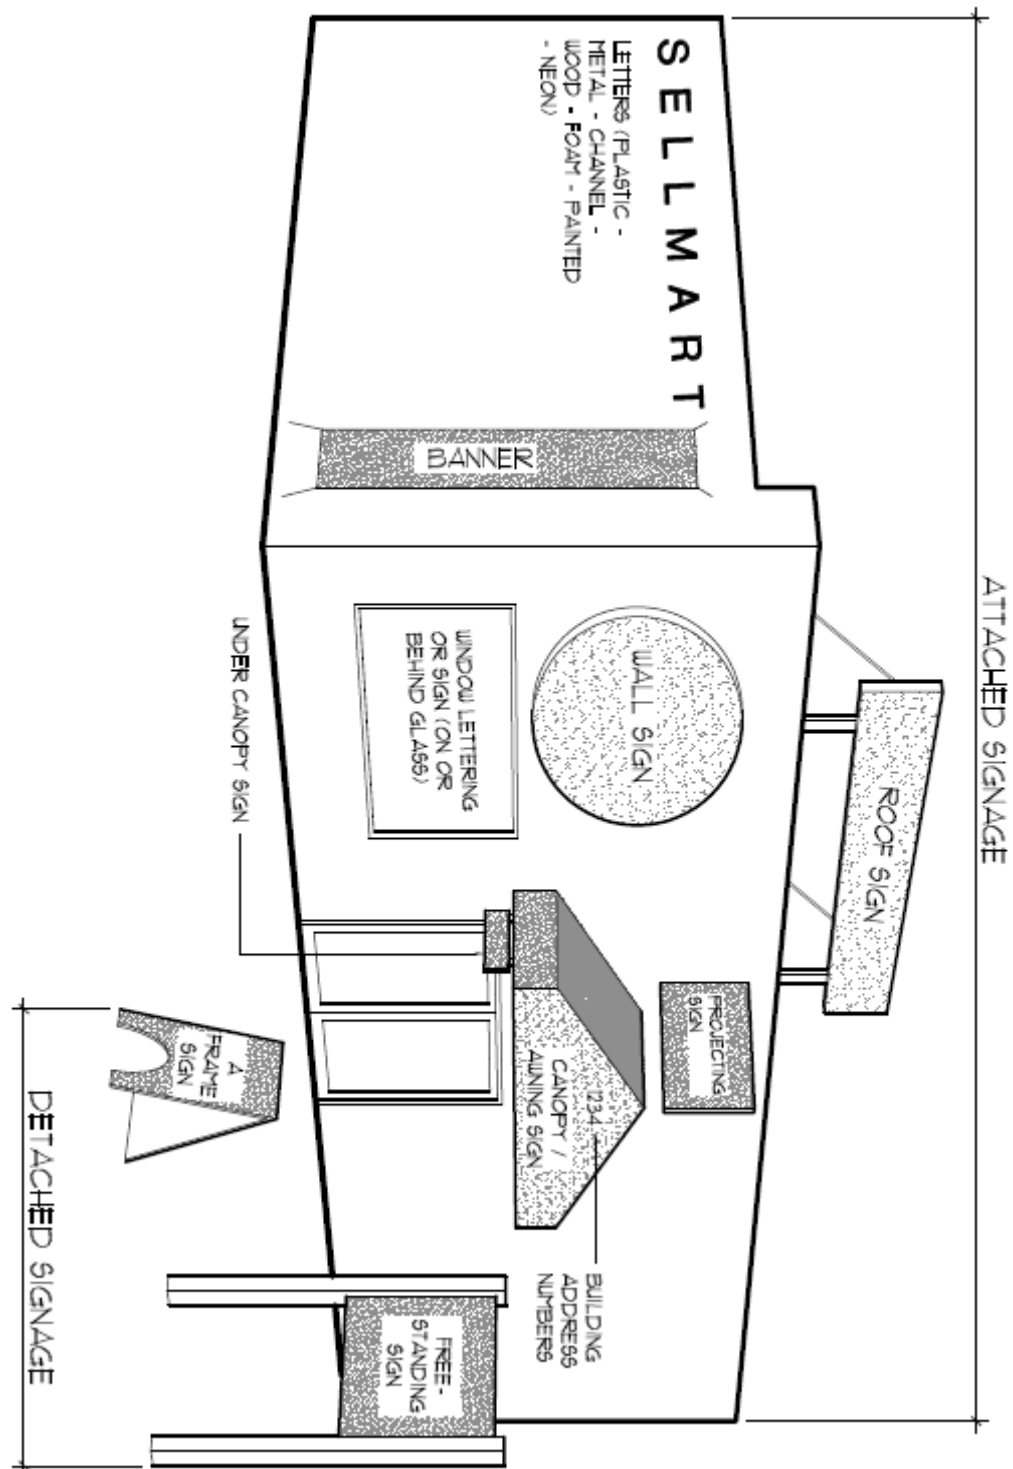 ATTACHED SIGNAGE
ROOF SIGN
SELLMART
LETTERS (PLASTIC -
METAL - CHANNEL -
WOOD - FOAM - PAINTED
- NEON)
BANNER
WALL SIGN
WINDOW LETTERING
OR SIGN (ON OR
BEHIND GLASS)
PROJECTING
SIGN
1234
CANOPY /
AWNING SIGN
BUILDING
ADDRESS
NUMBERS
UNDER CANOPY SIGN
A
FRAME
SIGN
FREE-
STANDING
SIGN
DETACHED SIGNAGE